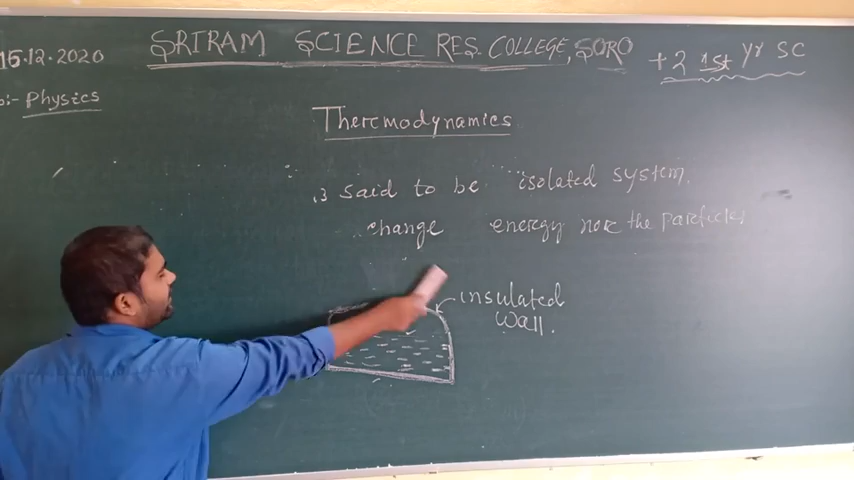 15.12.2020
SRIRAM SCIENCE RES. COLLEGE, SORO
+2 1st Yr SC
:- Physics
Thermodynamics
said to be isolated system.
change energy nor the particles
insulated
wall.